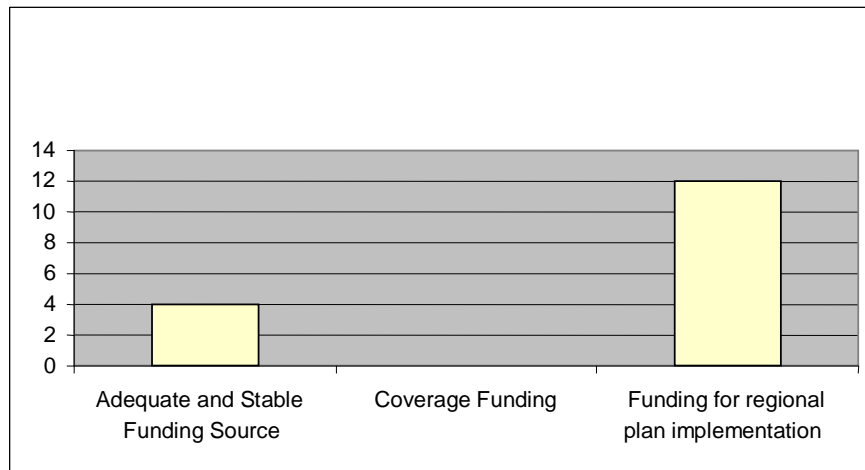 14
12
10
8
6
4
2
0
Adequate and Stable
Funding Source
Coverage Funding
Funding for regional
plan implementation